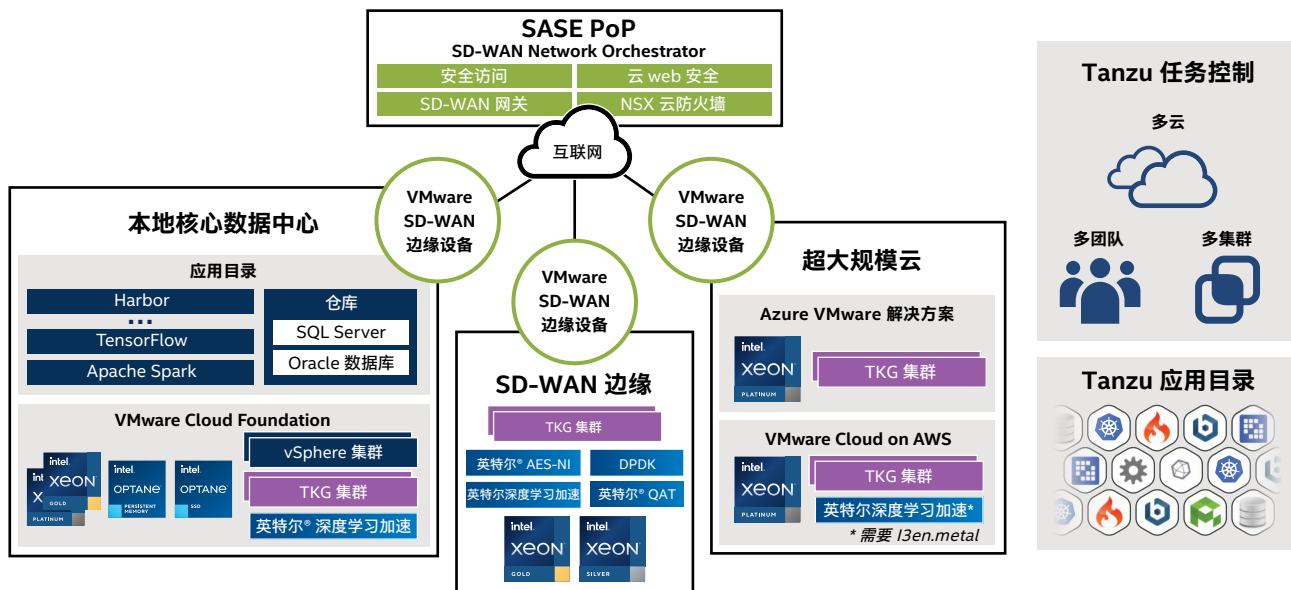 SASE PoP
SD-WAN Network Orchestrator
安全访问
云 web 安全
SD-WAN 网关
NSX 云防火墙
互联网
VMware
SD-WAN
边缘设备
VMware
SD-WAN
边缘设备
VMware
SD-WAN
边缘设备
本地核心数据中心
应用目录
Harbor
...
TensorFlow
Apache Spark
仓库
SQL Server
Oracle 数据库
VMware Cloud Foundation
int
X
PLATINUM
intel.
XEON
GOLD
intel.
OPTANE
PERSISTENT
MEMORY
intel.
OPTANE
SSD
vSphere 集群
TKG 集群
英特尔® 深度学习加速
SD-WAN 边缘
TKG 集群
英特尔® AES-NI
DPDK
英特尔深度学习加速
英特尔® QAT
intel.
XEON
GOLD
intel.
XEON
SILVER
超大规模云
Azure VMware 解决方案
intel.
XEON
PLATINUM
TKG 集群
VMware Cloud on AWS
intel.
XEON
PLATINUM
TKG 集群
英特尔深度学习加速*
* 需要 I3en.metal
Tanzu 任务控制
多云
多团队
多集群
Tanzu 应用目录